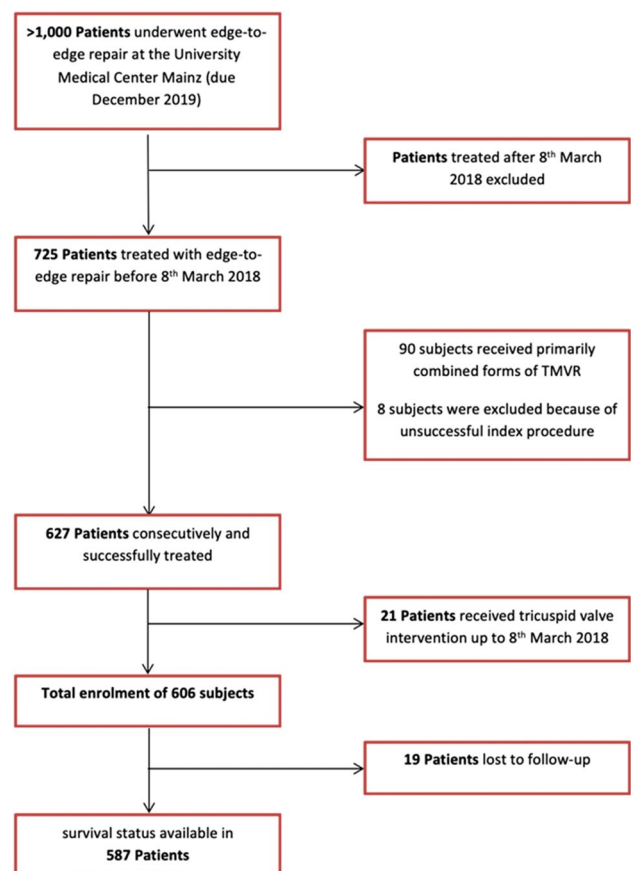 >1,000 Patients underwent edge-to-
edge repair at the University
Medical Center Mainz (due
December 2019)
Patients treated after 8th March
2018 excluded
725 Patients treated with edge-to-
edge repair before 8th March 2018
90 subjects received primarily
combined forms of TMVR
8 subjects were excluded because of
unsuccessful index procedure
627 Patients consecutively and
successfully treated
21 Patients received tricuspid valve
intervention up to 8th March 2018
Total enrolment of 606 subjects
19 Patients lost to follow-up
survival status available in
587 Patients